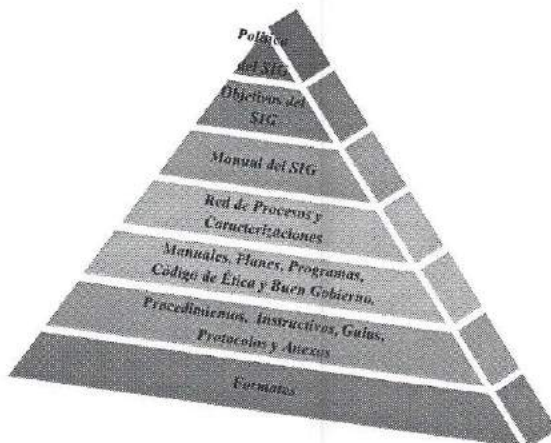 Política
del SIG
Objetivos del
SIG
Manual del SIG
Red de Procesos y
Caracterizaciones
Manuales, Planes, Programas,
Código de Ética y Buen Gobierno.
Procedimientos, Instructivos, Guías,
Protocolos y Anexos
Formatos